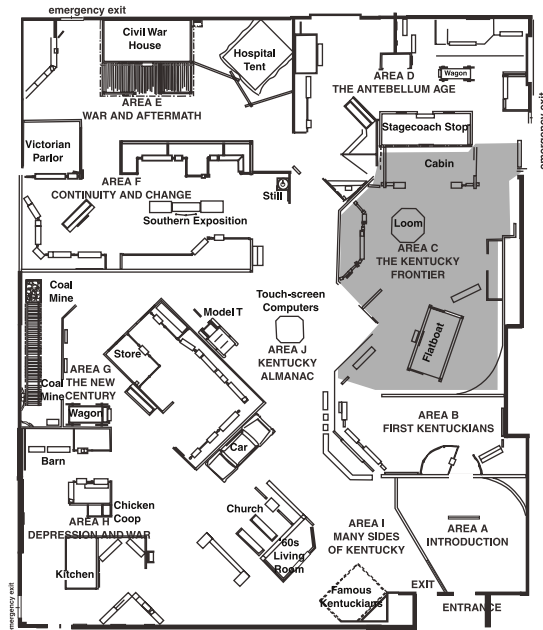 emergency exit
Civil War
House
Hospital
Tent
AREA E
WAR AND AFTERMATH
AREA D
THE ANTEBELLUM AGE
Wagon
emergency exit
Stagecoach Stop
Victorian
Parlor
Cabin
AREA F
CONTINUITY AND CHANGE
Still
Southern Exposition
Loom
AREA C
THE KENTUCKY
FRONTIER
Coal
Mine
Touch-screen
Computers
Model T
Flatboat
Store
AREA J
KENTUCKY
ALMANAC
AREA G
THE NEW
CENTURY
Coal
Mine
Wagon
AREA B
FIRST KENTUCKIANS
Car
Barn
Chicken
Coop
AREA H
DEPRESSION AND WAR
Church
'60s
Living
Room
AREA I
MANY SIDES
OF KENTUCKY
AREA A
INTRODUCTION
Kitchen
Famous
Kentuckians
EXIT
ENTRANCE
mergency exit